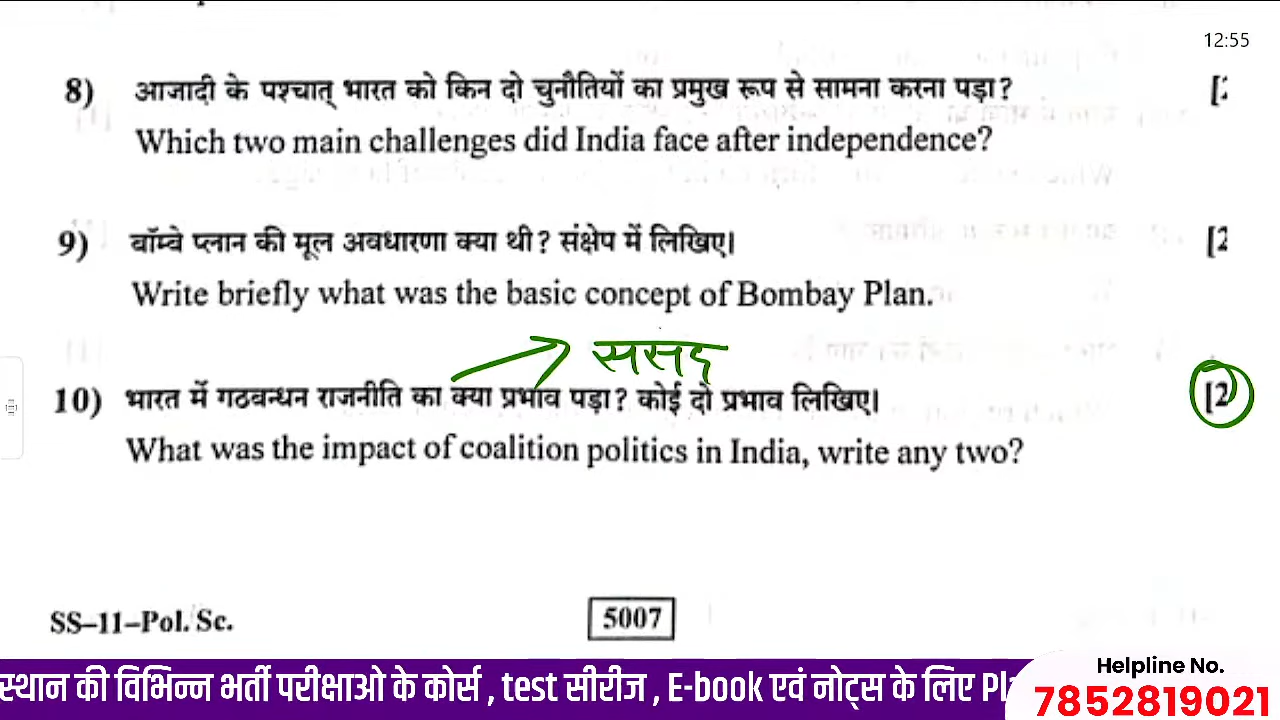 12:55
8) आजादी के पश्चात् भारत को किन दो चुनौतियों का प्रमुख रूप से सामना करना पड़ा?
Which two main challenges did India face after independence?
9) बॉम्बे प्लान की मूल अवधारणा क्या थी? संक्षेप में लिखिए। [2
Write briefly what was the basic concept of Bombay Plan.
ससद
10) भारत में गठबन्धन राजनीति का क्या प्रभाव पड़ा? कोई दो प्रभाव लिखिए। [2
What was the impact of coalition politics in India, write any two?
SS–11–Pol. Sc. 5007
स्थान की विभिन्न भर्ती परीक्षाओ के कोर्स , test सीरीज , E-book एवं नोट्स के लिए Pla
Helpline No.
7852819021